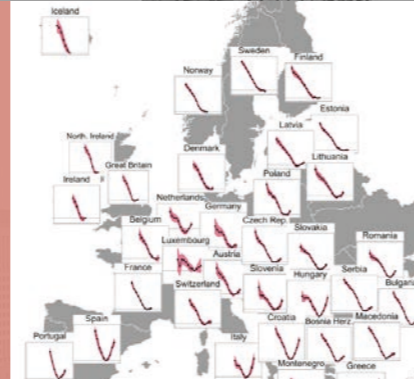 Iceland
Sweden
Norway
Finland
Estonia
Latvia
North. Ireland
Denmark
Lithuania
Great Britain
Ireland
Poland
Netherlands
Germany
Belgium
Czech Rep.
Slovakia
Luxembourg
Austria
Romania
France
Slovenia
Hungary
Serbia
Switzerland
Bulgari
Croatia
Bosnia Herz.
Macedonia
Spain
Portugal
Italy
Montenegro
Greece